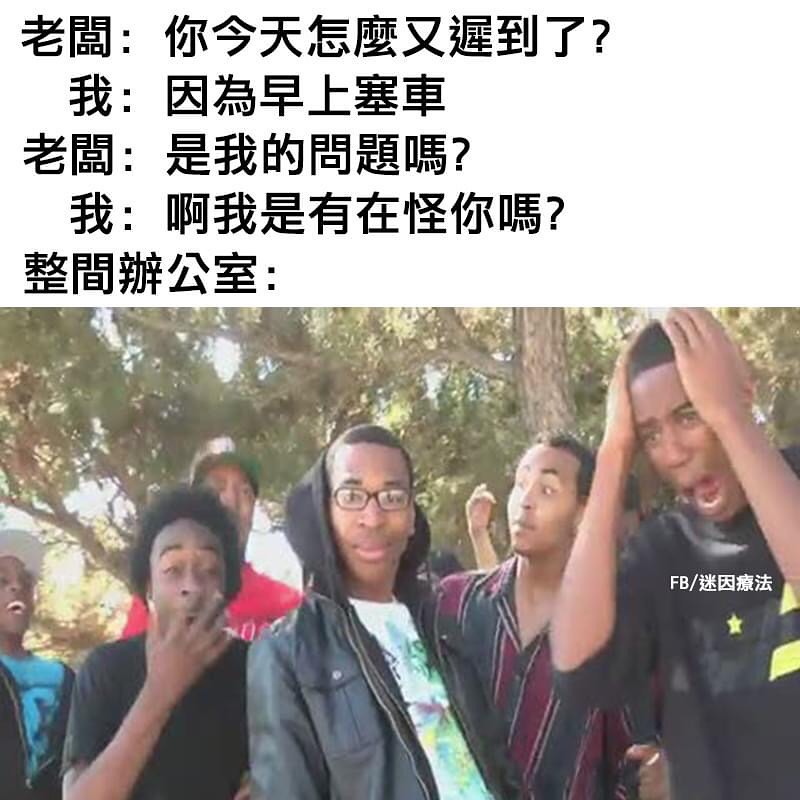 老闆：你今天怎麼又遲到了?
我：因為早上塞車
老闆：是我的問題嗎?
我：啊我是有在怪你嗎?
整間辦公室：
FB/迷因療法